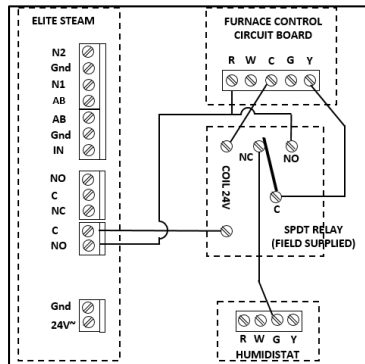 ELITE STEAM
N2
Gnd
N1
AB
AB
Gnd
IN
NO
C
NC
C
NO
Gnd
24V~
FURNACE CONTROL
CIRCUIT BOARD
R W C G Y
COIL 24V
NC
NO
C
SPDT RELAY
(FIELD SUPPLIED)
R W G Y
HUMIDISTAT